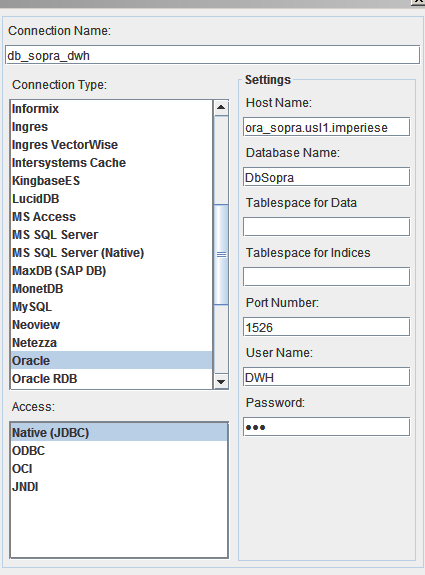 Connection Name:
db_sopra_dwh
Connection Type:
Informix
Ingres
Ingres VectorWise
Intersystems Cache
KingbaseES
LucidDB
MS Access
MS SQL Server
MS SQL Server (Native)
MaxDB (SAP DB)
MonetDB
MySQL
Neoview
Netezza
Oracle
Oracle RDB
Access:
Native (JDBC)
ODBC
OCI
JNDI
Settings
Host Name:
ora_sopra.usl1.imperiese
Database Name:
DbSopra
Tablespace for Data
Tablespace for Indices
Port Number:
1526
User Name:
DWH
Password:
●●●